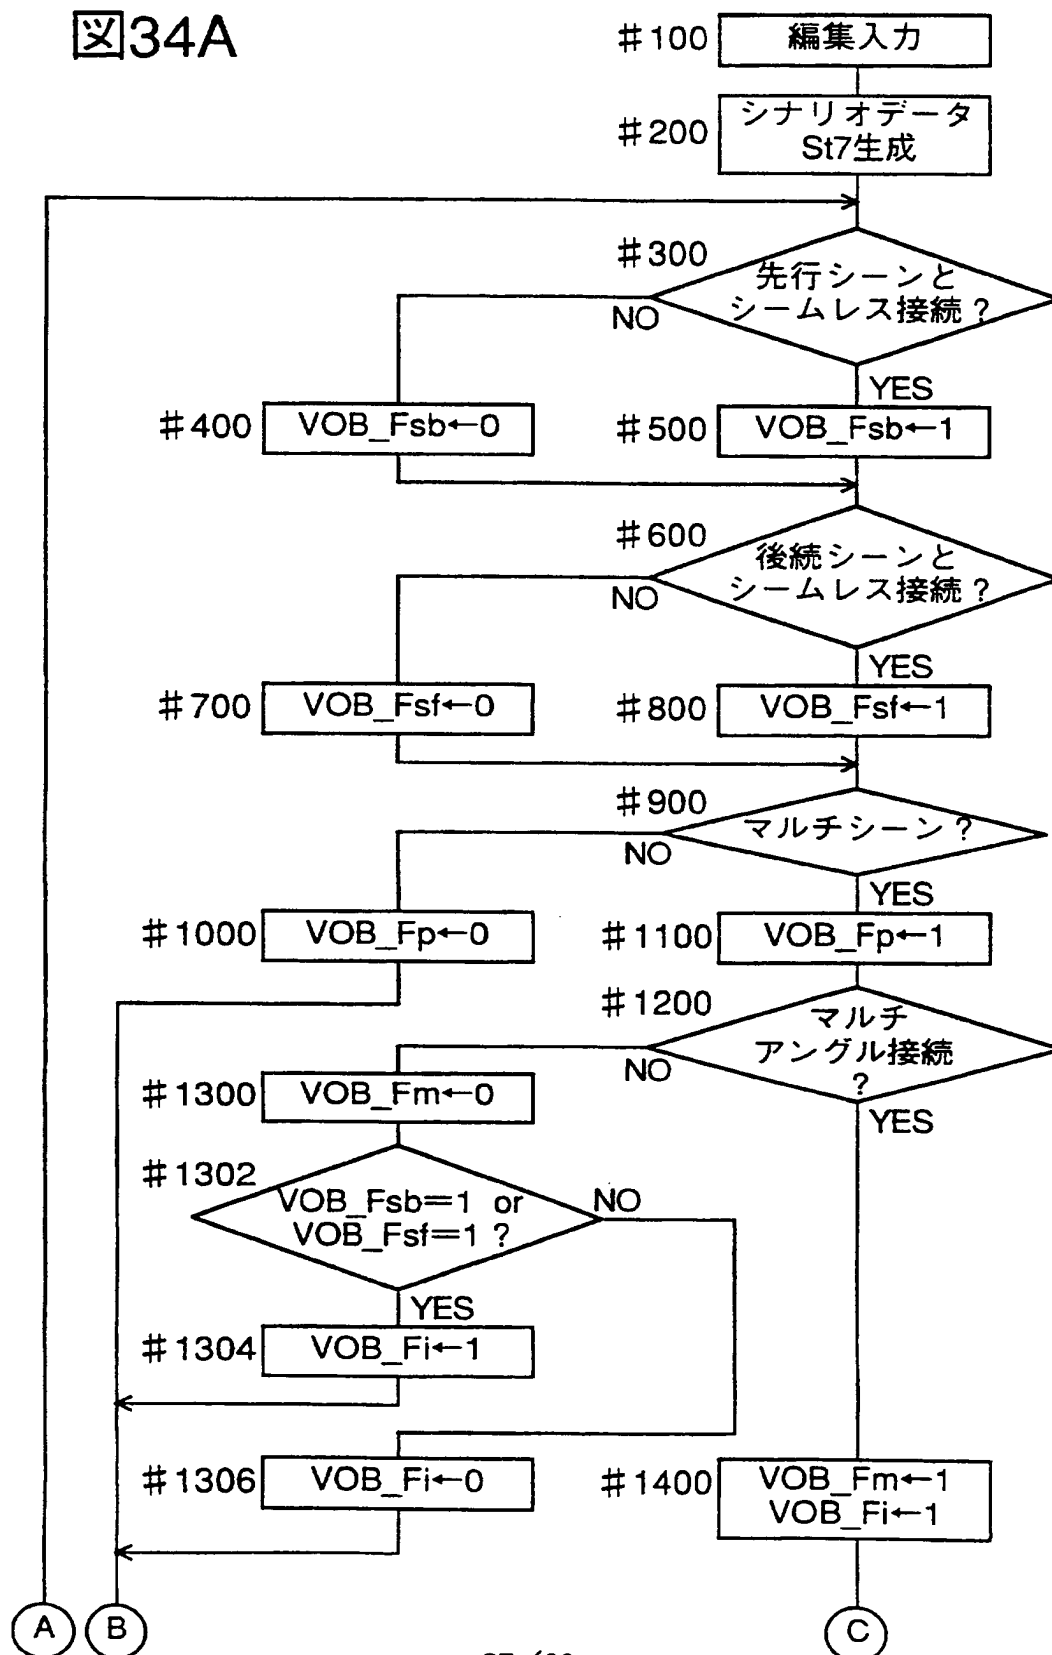 図34A
#100
編集入力
#200
シナリオデータ
St7生成
#300
先行シーンと
シームレス接続？
NO
YES
#400
VOB_Fsb←0
#500
VOB_Fsb←1
#600
後続シーンと
シームレス接続？
NO
YES
#700
VOB_Fsf←0
#800
VOB_Fsf←1
#900
マルチシーン？
NO
YES
#1000
VOB_Fp←0
#1100
VOB_Fp←1
#1200
マルチ
アングル接続
？
NO
YES
#1300
VOB_Fm←0
#1302
VOB_Fsb=1 or
VOB_Fsf=1 ?
NO
YES
#1304
VOB_Fi←1
#1306
VOB_Fi←0
#1400
VOB_Fm←1
VOB_Fi←1
A
B
C